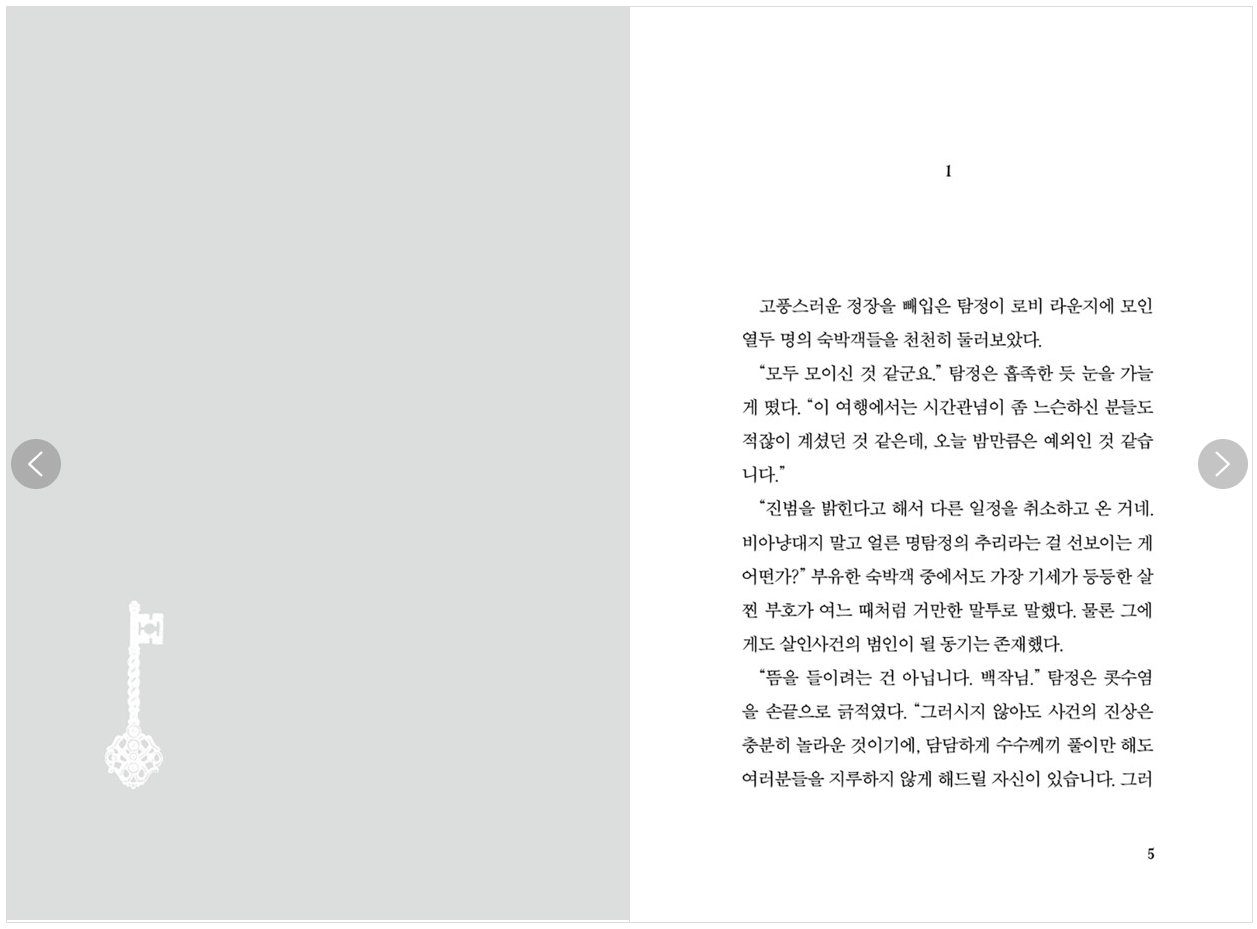 1
고풍스러운 정장을 빼입은 탐정이 로비 라운지에 모인
열두 명의 숙박객들을 천천히 둘러보았다.
“모두 모이신 것 같군요.” 탐정은 흡족한 듯 눈을 가늘
게 떴다. “이 여행에서는 시간관념이 좀 느슨하신 분들도
적잖이 계셨던 것 같은데, 오늘 밤만큼은 예외인 것 같습
니다.”
“진범을 밝힌다고 해서 다른 일정을 취소하고 온 거네.
비아냥대지 말고 얼른 명탐정의 추리라는 걸 선보이는 게
어떤가?” 부유한 숙박객 중에서도 가장 기세가 등등한 살
찐 부호가 여느 때처럼 거만한 말투로 말했다. 물론 그에
게도 살인사건의 범인이 될 동기는 존재했다.
“뜸을 들이려는 건 아닙니다. 백작님.” 탐정은 콧수염
을 손끝으로 긁적였다. “그러시지 않아도 사건의 진상은
충분히 놀라운 것이기에, 담담하게 수수께끼 풀이만 해도
여러분들을 지루하지 않게 해드릴 자신이 있습니다. 그러
5